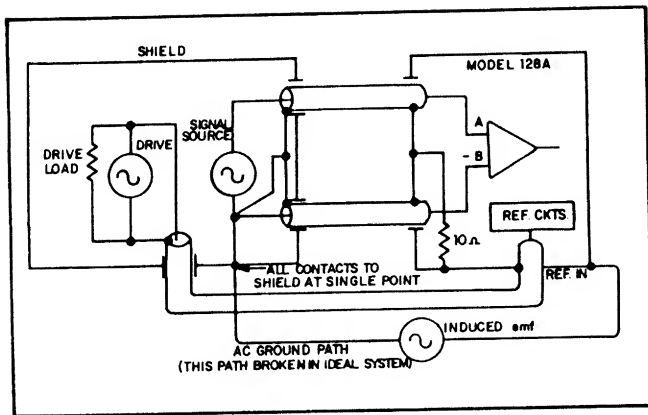 SHIELD
MODEL 128A
SIGNAL
SOURCE
A
DRIVE
DRIVE
LOAD
- B
REF. CKTS.
10 Ω
ALL CONTACTS TO
SHIELD AT SINGLE POINT
REF. IN
INDUCED emf
AC GROUND PATH
(THIS PATH BROKEN IN IDEAL SYSTEM)